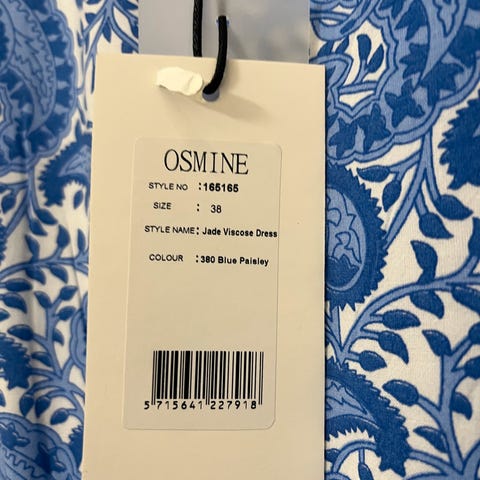 OSMINE
STYLE NO : 165165
SIZE : 38
STYLE NAME : Jade Viscose Dress
COLOUR : 380 Blue Paisley
5 715641 227918